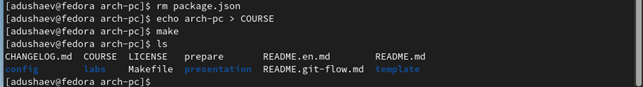 [adushaev@fedora arch-pc]$ rm package.json
[adushaev@fedora arch-pc]$ echo arch-pc > COURSE
[adushaev@fedora arch-pc]$ make
[adushaev@fedora arch-pc]$ ls
CHANGELOG.md  COURSE  LICENSE   prepare       README.en.md        README.md
config        labs    Makefile  presentation  README.git-flow.md  template
[adushaev@fedora arch-pc]$